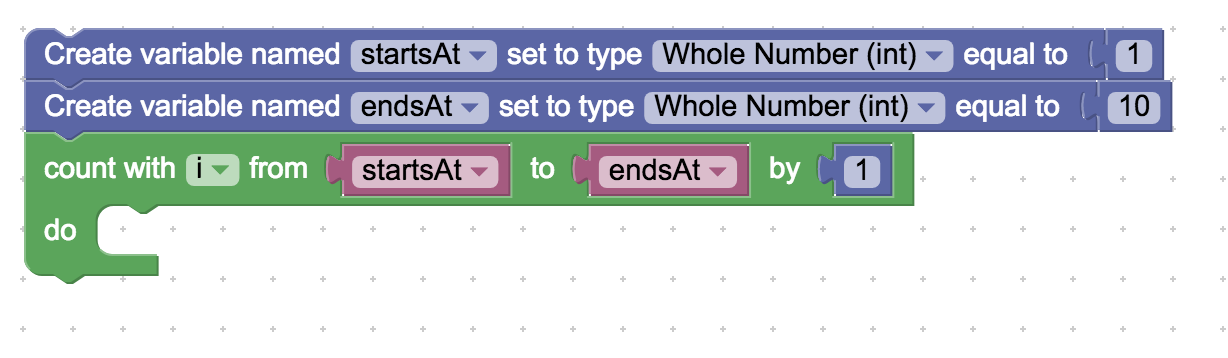 Create variable named startsAt set to type Whole Number (int) equal to 1
Create variable named endsAt set to type Whole Number (int) equal to 10
count with i from startsAt to endsAt by 1
do